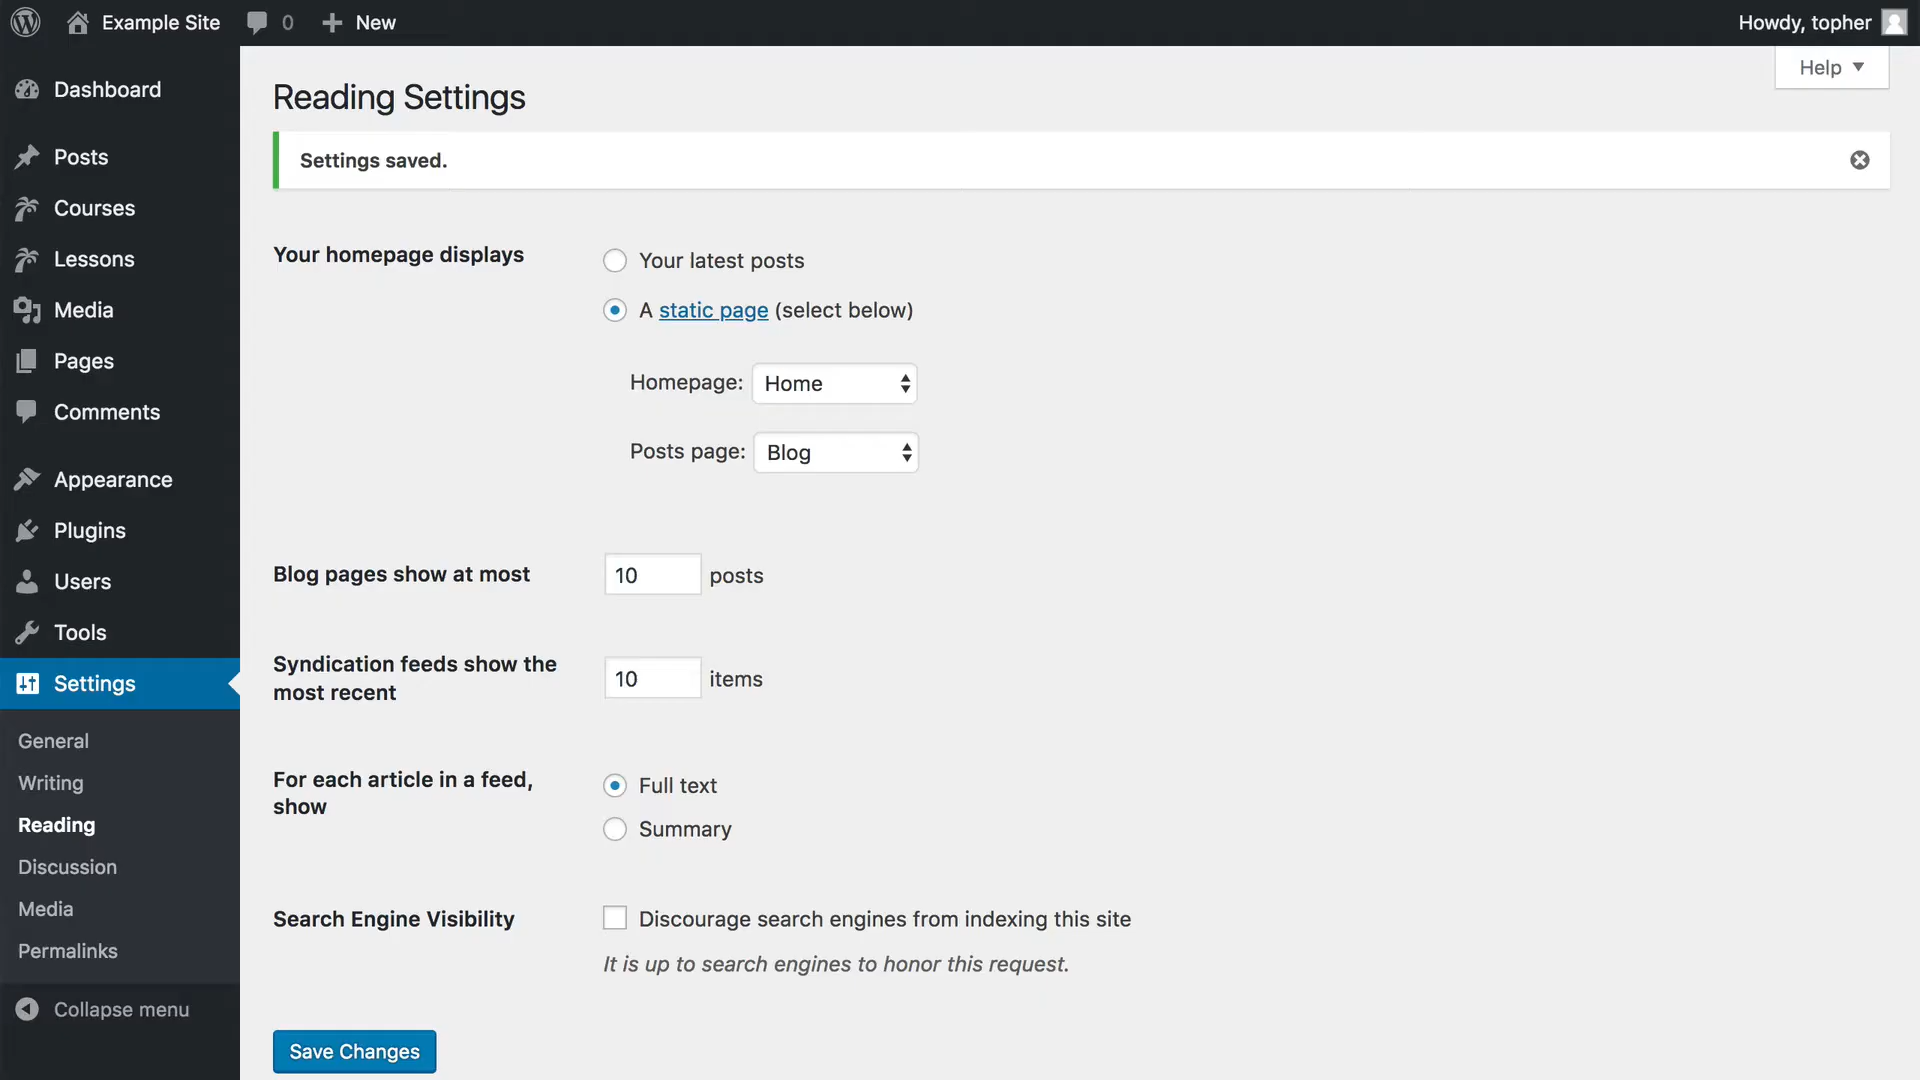 Example Site
0
New
Howdy, topher
Help
Dashboard
Posts
Courses
Lessons
Media
Pages
Comments
Appearance
Plugins
Users
Tools
Settings
General
Writing
Reading
Discussion
Media
Permalinks
Collapse menu
Reading Settings
Settings saved.
Your homepage displays
Your latest posts
A static page (select below)
Homepage: Home
Posts page: Blog
Blog pages show at most
10 posts
Syndication feeds show the
most recent
10 items
For each article in a feed,
show
Full text
Summary
Search Engine Visibility
Discourage search engines from indexing this site
It is up to search engines to honor this request.
Save Changes